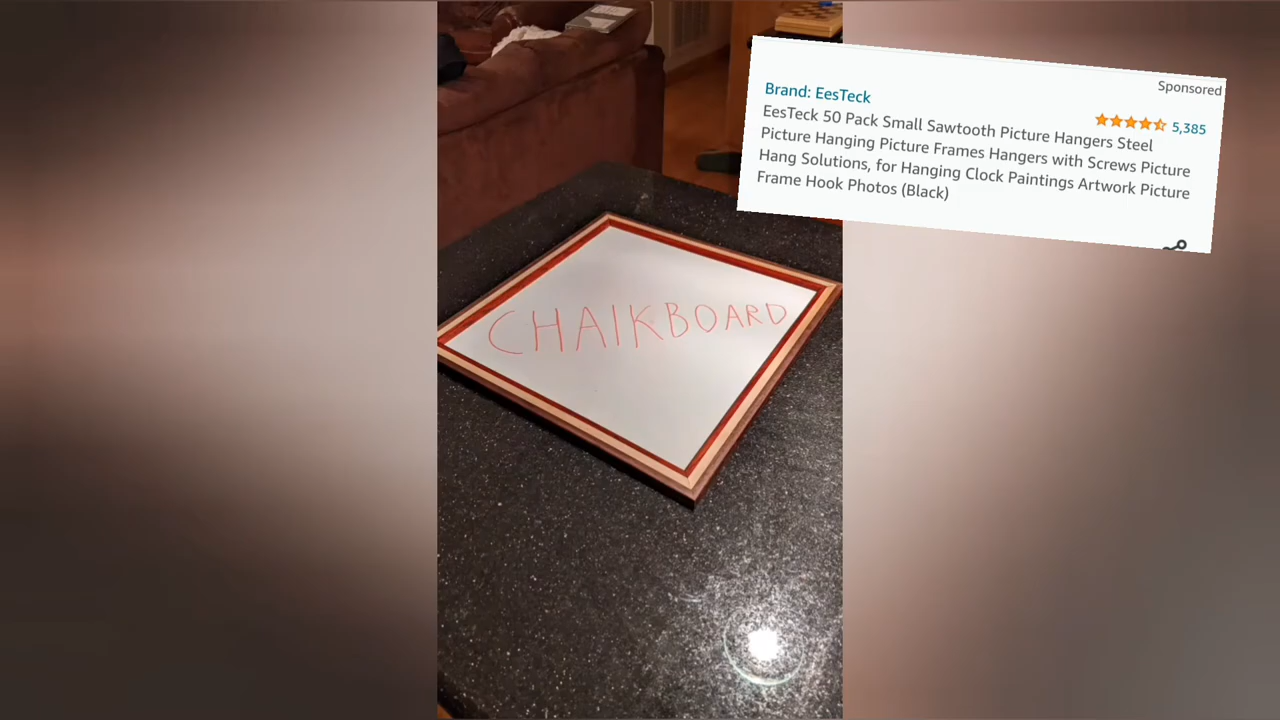 Sponsored
Brand: EesTeck
5,385
EesTeck 50 Pack Small Sawtooth Picture Hangers Steel
Picture Hanging Picture Frames Hangers with Screws Picture
Hang Solutions, for Hanging Clock Paintings Artwork Picture
Frame Hook Photos (Black)
CHAlKBOARD